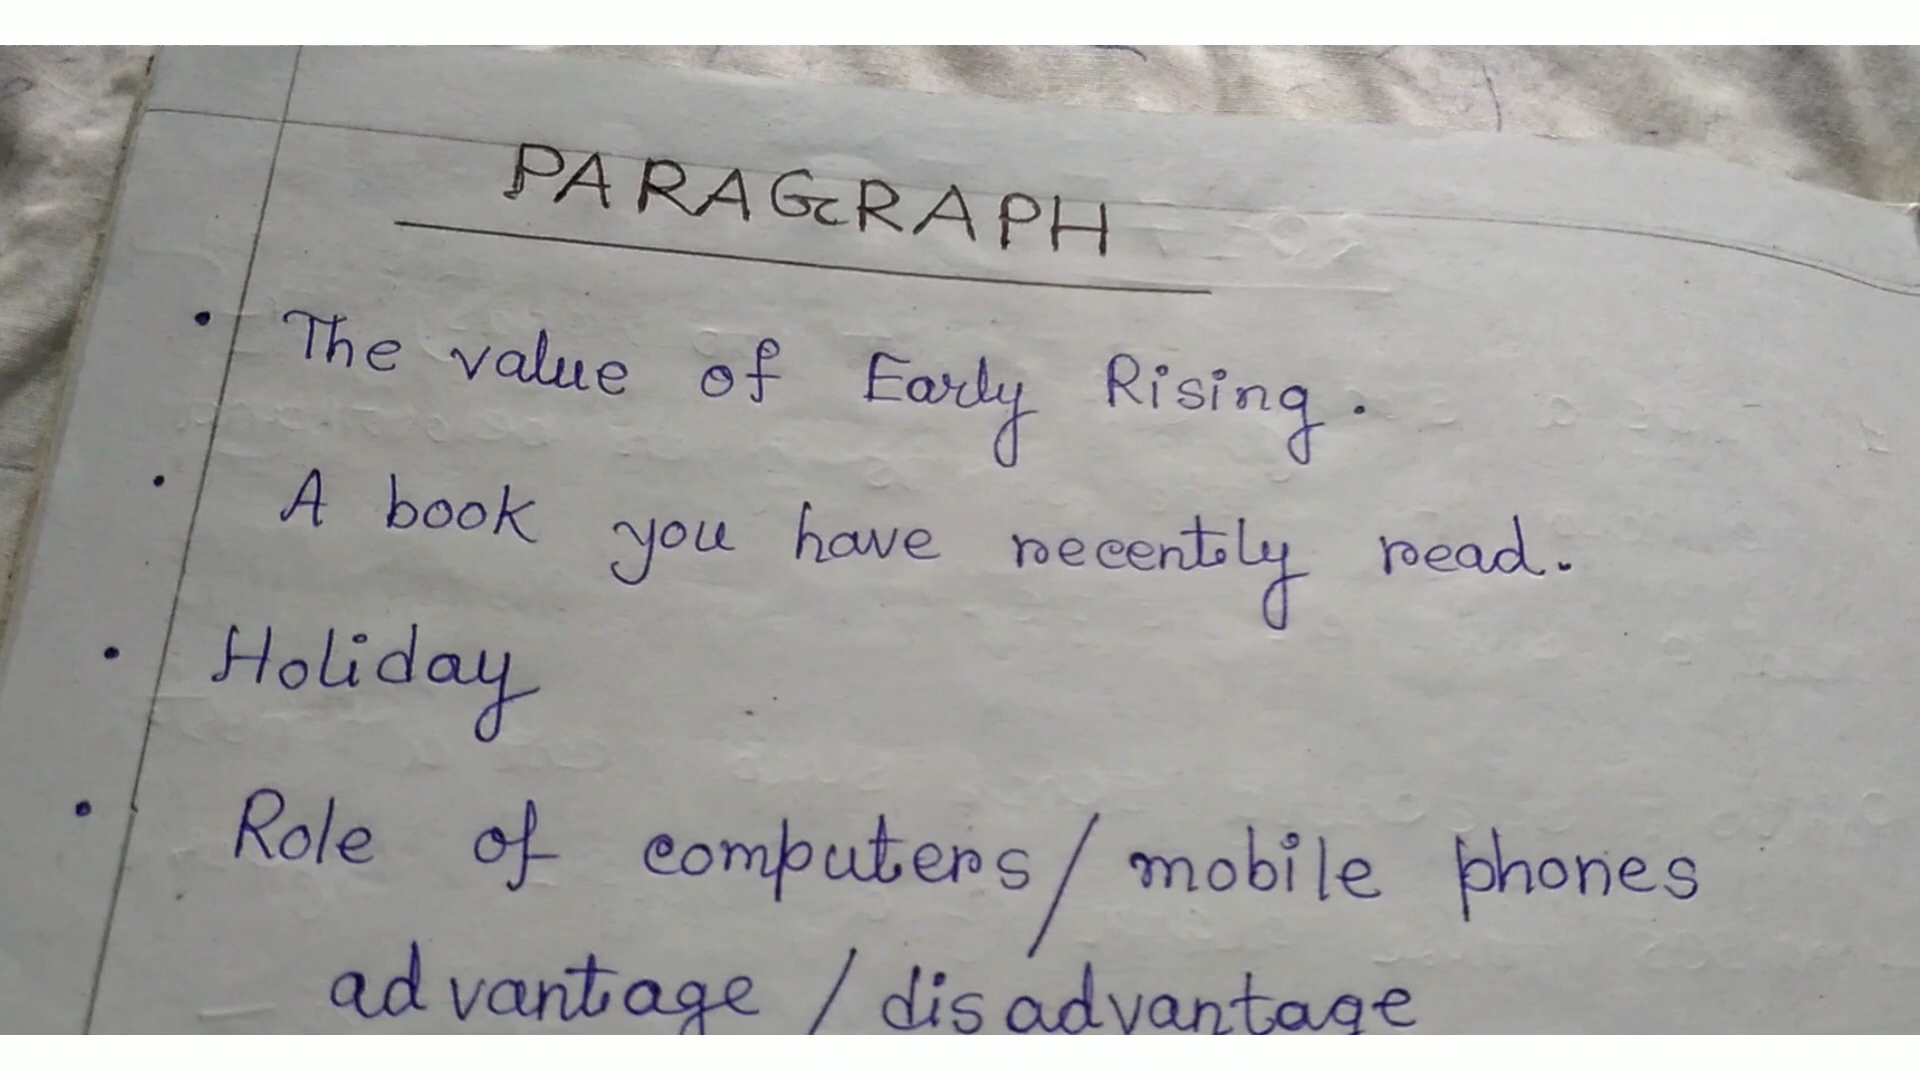 PARAGRAPH
• The value of Early Rising.
• A book you have recently read.
• Holiday
• Role of computers/ mobile phones
advantage / disadvantage